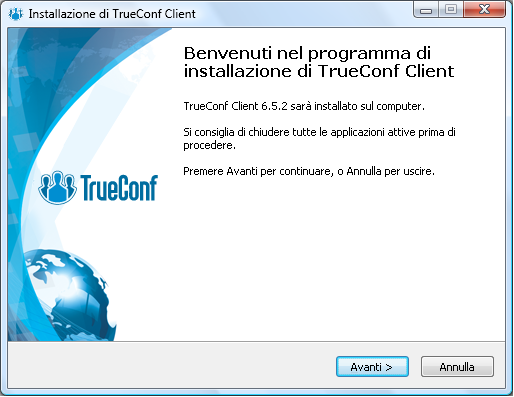 Installazione di TrueConf Client
Benvenuti nel programma di
installazione di TrueConf Client
TrueConf Client 6.5.2 sarà installato sul computer.
Si consiglia di chiudere tutte le applicazioni attive prima di
procedere.
Premere Avanti per continuare, o Annulla per uscire.
TrueConf
Avanti >
Annulla